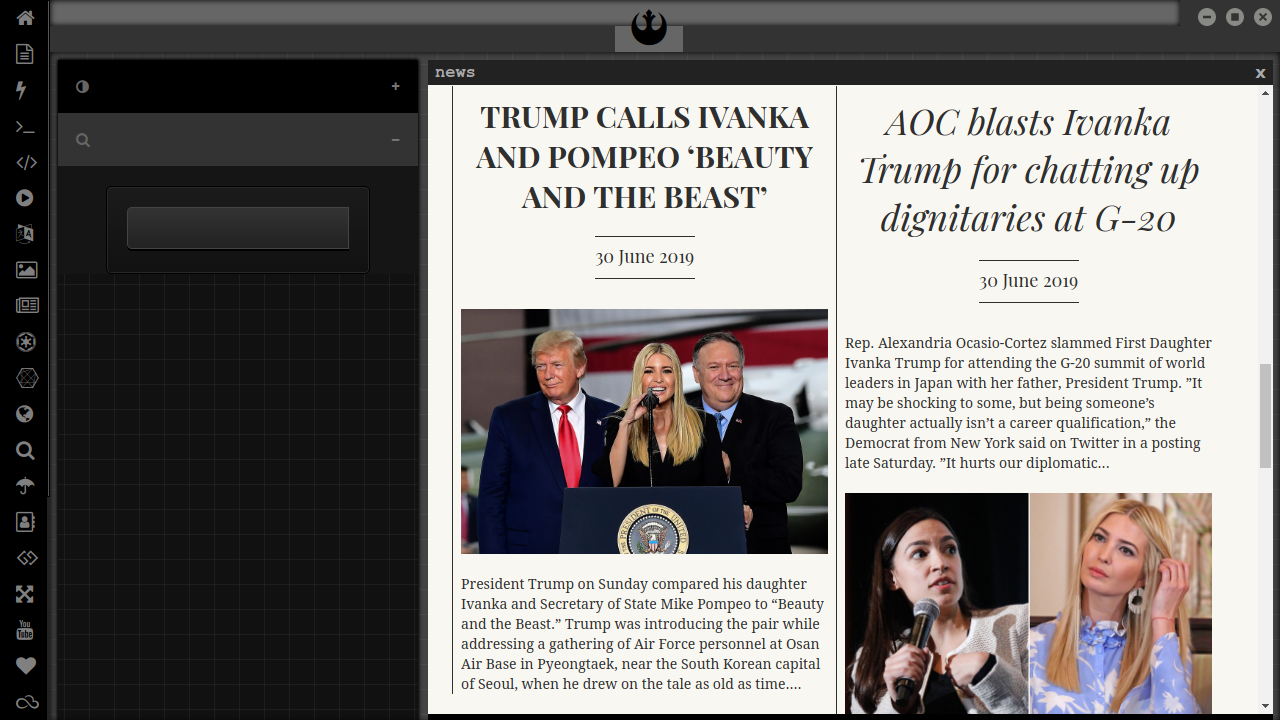 news
x
+
−
TRUMP CALLS IVANKA
AND POMPEO ‘BEAUTY
AND THE BEAST’
30 June 2019
President Trump on Sunday compared his daughter
Ivanka and Secretary of State Mike Pompeo to “Beauty
and the Beast.” Trump was introducing the pair while
addressing a gathering of Air Force personnel at Osan
Air Base in Pyeongtaek, near the South Korean capital
of Seoul, when he drew on the tale as old as time....
AOC blasts Ivanka
Trump for chatting up
dignitaries at G-20
30 June 2019
Rep. Alexandria Ocasio-Cortez slammed First Daughter
Ivanka Trump for attending the G-20 summit of world
leaders in Japan with her father, President Trump. ”It
may be shocking to some, but being someone’s
daughter actually isn’t a career qualification,” the
Democrat from New York said on Twitter in a posting
late Saturday. ”It hurts our diplomatic...
You
Tube